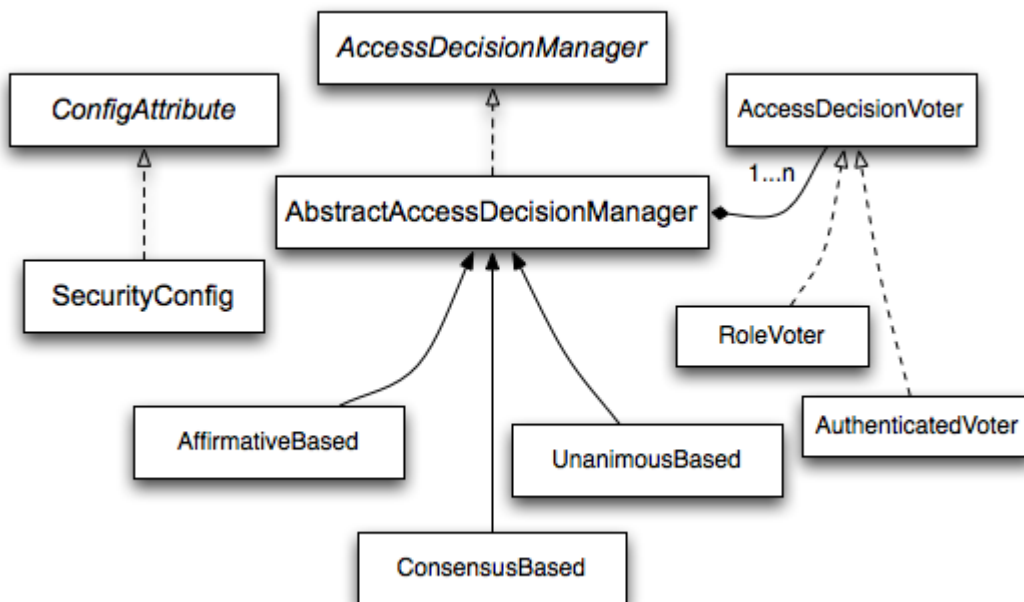 AccessDecisionManager
ConfigAttribute
AccessDecisionVoter
1...n
AbstractAccessDecisionManager
SecurityConfig
RoleVoter
AuthenticatedVoter
AffirmativeBased
UnanimousBased
ConsensusBased